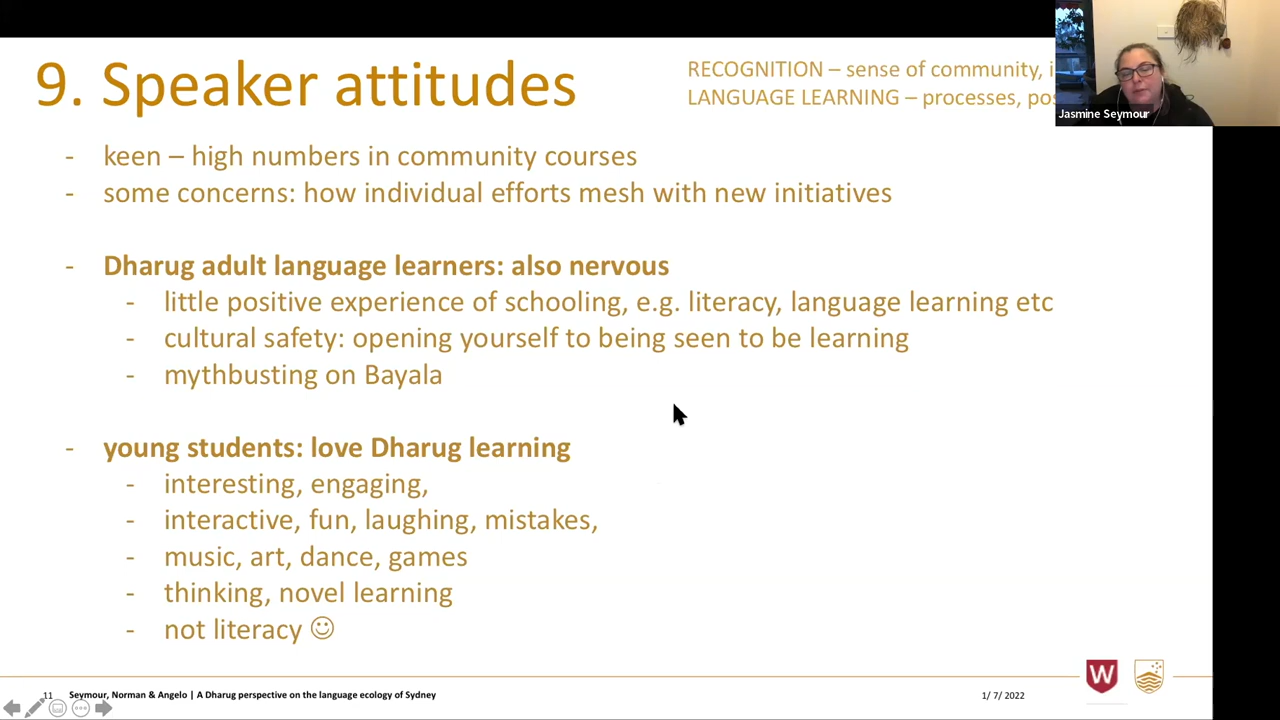 9. Speaker attitudes
RECOGNITION – sense of community,
LANGUAGE LEARNING – processes,
Jasmine Seymour
- keen – high numbers in community courses
- some concerns: how individual efforts mesh with new initiatives
- Dharug adult language learners: also nervous
- little positive experience of schooling, e.g. literacy, language learning etc
- cultural safety: opening yourself to being seen to be learning
- mythbusting on Bayala
- young students: love Dharug learning
- interesting, engaging,
- interactive, fun, laughing, mistakes,
- music, art, dance, games
- thinking, novel learning
- not literacy ☺
W
11 Seymour, Norman & Angelo | A Dharug perspective on the language ecology of Sydney 1/ 7/ 2022